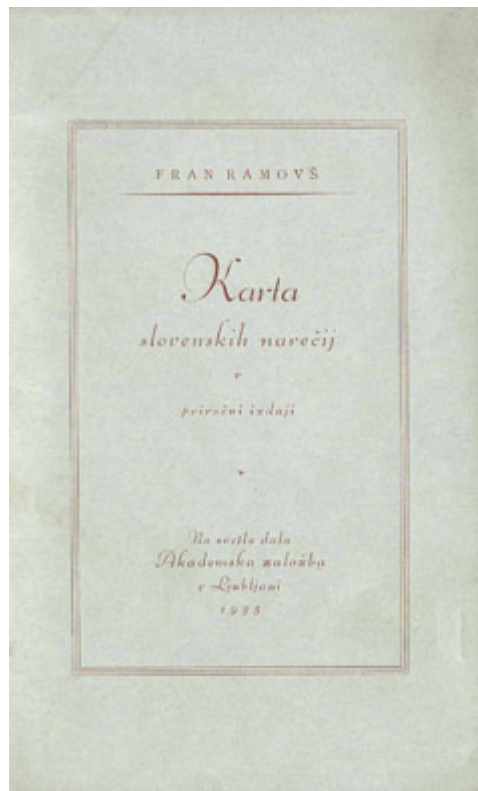 FRAN RAMOVŠ
Karta
slovenskih narečij
v
priročni izdaji
Na svetlo dala
Akademska založba
v Ljubljani
1935